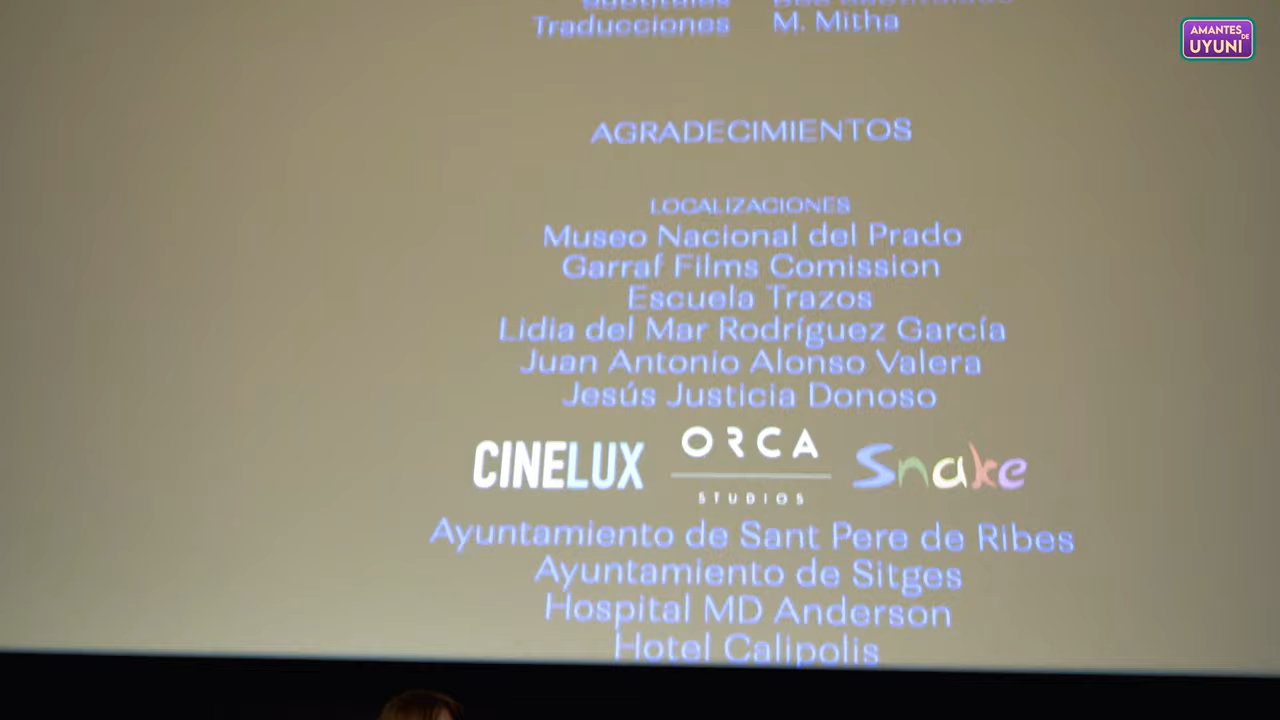 Traducciones M. Mitha
AMANTES DE UYUNI
AGRADECIMIENTOS
LOCALIZACIONES
Museo Nacional del Prado
Garraf Films Comission
Escuela Trazos
Lidia del Mar Rodríguez García
Juan Antonio Alonso Valera
Jesús Justicia Donoso
CINELUX ORCA STUDIOS Snake
Ayuntamiento de Sant Pere de Ribes
Ayuntamiento de Sitges
Hospital MD Anderson
Hotel Calipolis